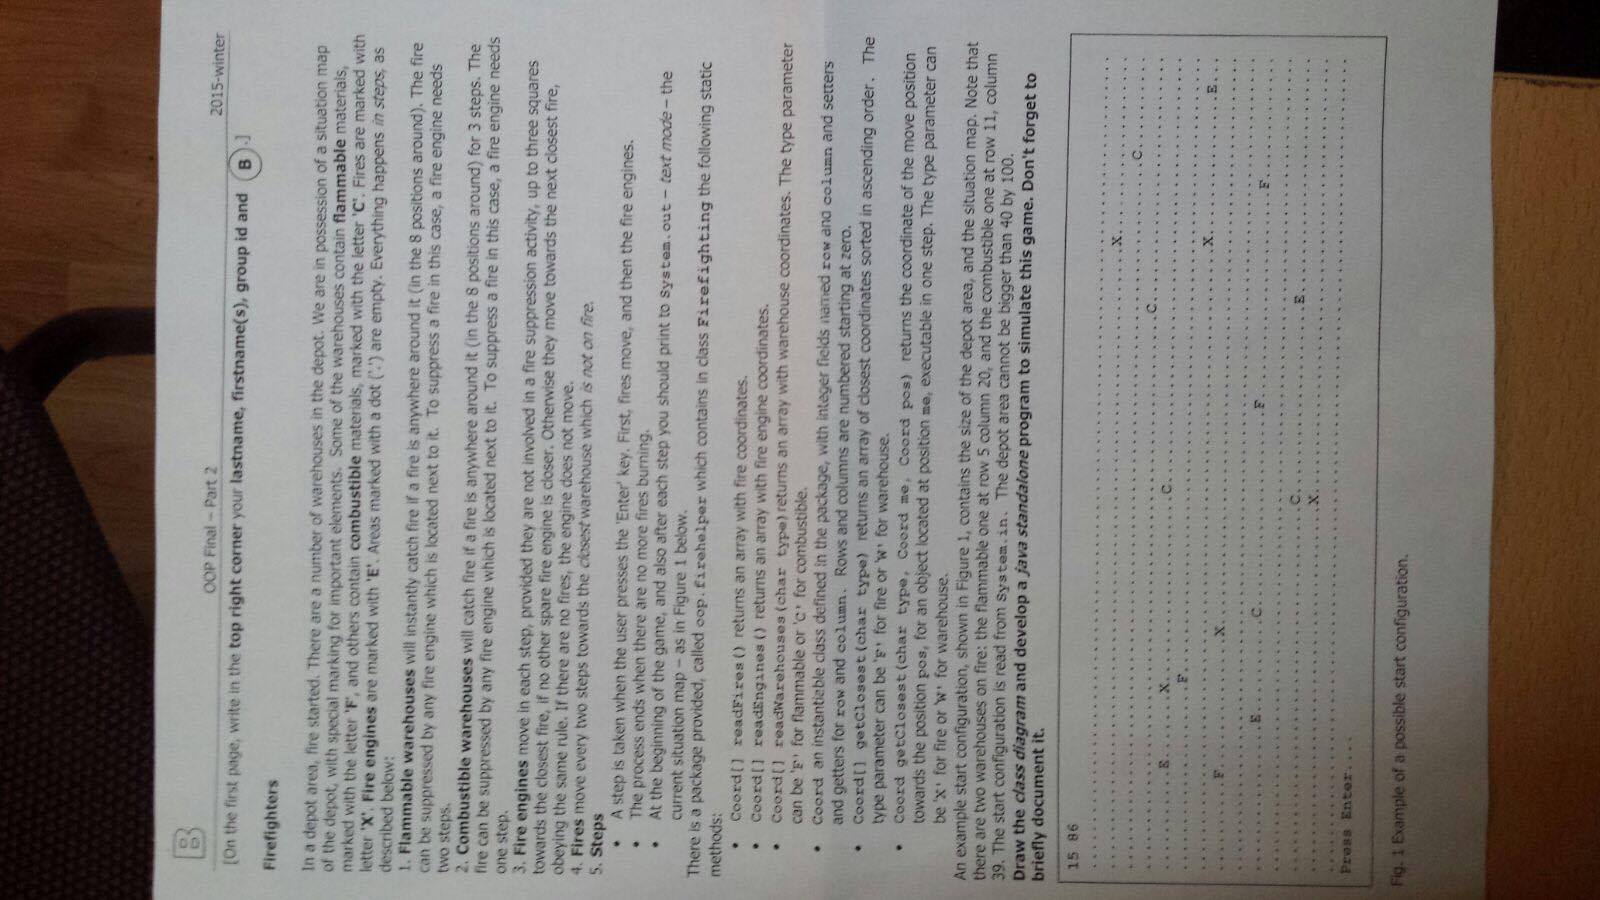 B
OOP Final – Part 2
2015-winter
[On the first page, write in the top right corner your lastname, firstname(s), group id and (B).]
Firefighters
In a depot area, fire started. There are a number of warehouses in the depot. We are in possession of a situation map
of the depot, with special marking for important elements. Some of the warehouses contain flammable materials,
marked with the letter 'F', and others contain combustible materials, marked with the letter 'C'. Fires are marked with
letter 'X'. Fire engines are marked with 'E'. Areas marked with a dot ('.') are empty. Everything happens in steps, as
described below:
1. Flammable warehouses will instantly catch fire if a fire is anywhere around it (in the 8 positions around). The fire
can be suppressed by any fire engine which is located next to it. To suppress a fire in this case, a fire engine needs
two steps.
2. Combustible warehouses will catch fire if a fire is anywhere around it (in the 8 positions around) for 3 steps. The
fire can be suppressed by any fire engine which is located next to it. To suppress a fire in this case, a fire engine needs
one step.
3. Fire engines move in each step, provided they are not involved in a fire suppression activity, up to three squares
towards the closest fire, if no other spare fire engine is closer. Otherwise they move towards the next closest fire,
obeying the same rule. If there are no fires, the engine does not move.
4. Fires move every two steps towards the closest warehouse which is not on fire.
5. Steps
• A step is taken when the user presses the 'Enter' key. First, fires move, and then the fire engines.
• The process ends when there are no more fires burning.
• At the beginning of the game, and also after each step you should print to System.out – text mode – the
current situation map – as in Figure 1 below.
There is a package provided, called oop.firehelper which contains in class Firefighting the following static
methods:
• Coord[] readFires() returns an array with fire coordinates.
• Coord[] readEngines() returns an array with fire engine coordinates.
• Coord[] readWarehouses(char type) returns an array with warehouse coordinates. The type parameter
can be 'F' for flammable or 'C' for combustible.
• Coord an instantiable class defined in the package, with integer fields named row and column and setters
and getters for row and column. Rows and columns are numbered starting at zero.
• Coord[] getClosest(char type) returns an array of closest coordinates sorted in ascending order. The
type parameter can be 'F' for fire or 'W' for warehouse.
• Coord getClosest(char type, Coord me, Coord pos) returns the coordinate of the move position
towards the position pos, for an object located at position me, executable in one step. The type parameter can
be 'X' for fire or 'W' for warehouse.
An example start configuration, shown in Figure 1, contains the size of the depot area, and the situation map. Note that
there are two warehouses on fire: the flammable one at row 5 column 20, and the combustible one at row 11, column
39. The start configuration is read from System.in. The depot area cannot be bigger than 40 by 100.
Draw the class diagram and develop a java standalone program to simulate this game. Don't forget to
briefly document it.
15 86
X
C
C
E X C
F
X E
F X
E C F F
C E
X
Press Enter....
Fig. 1 Example of a possible start configuration.